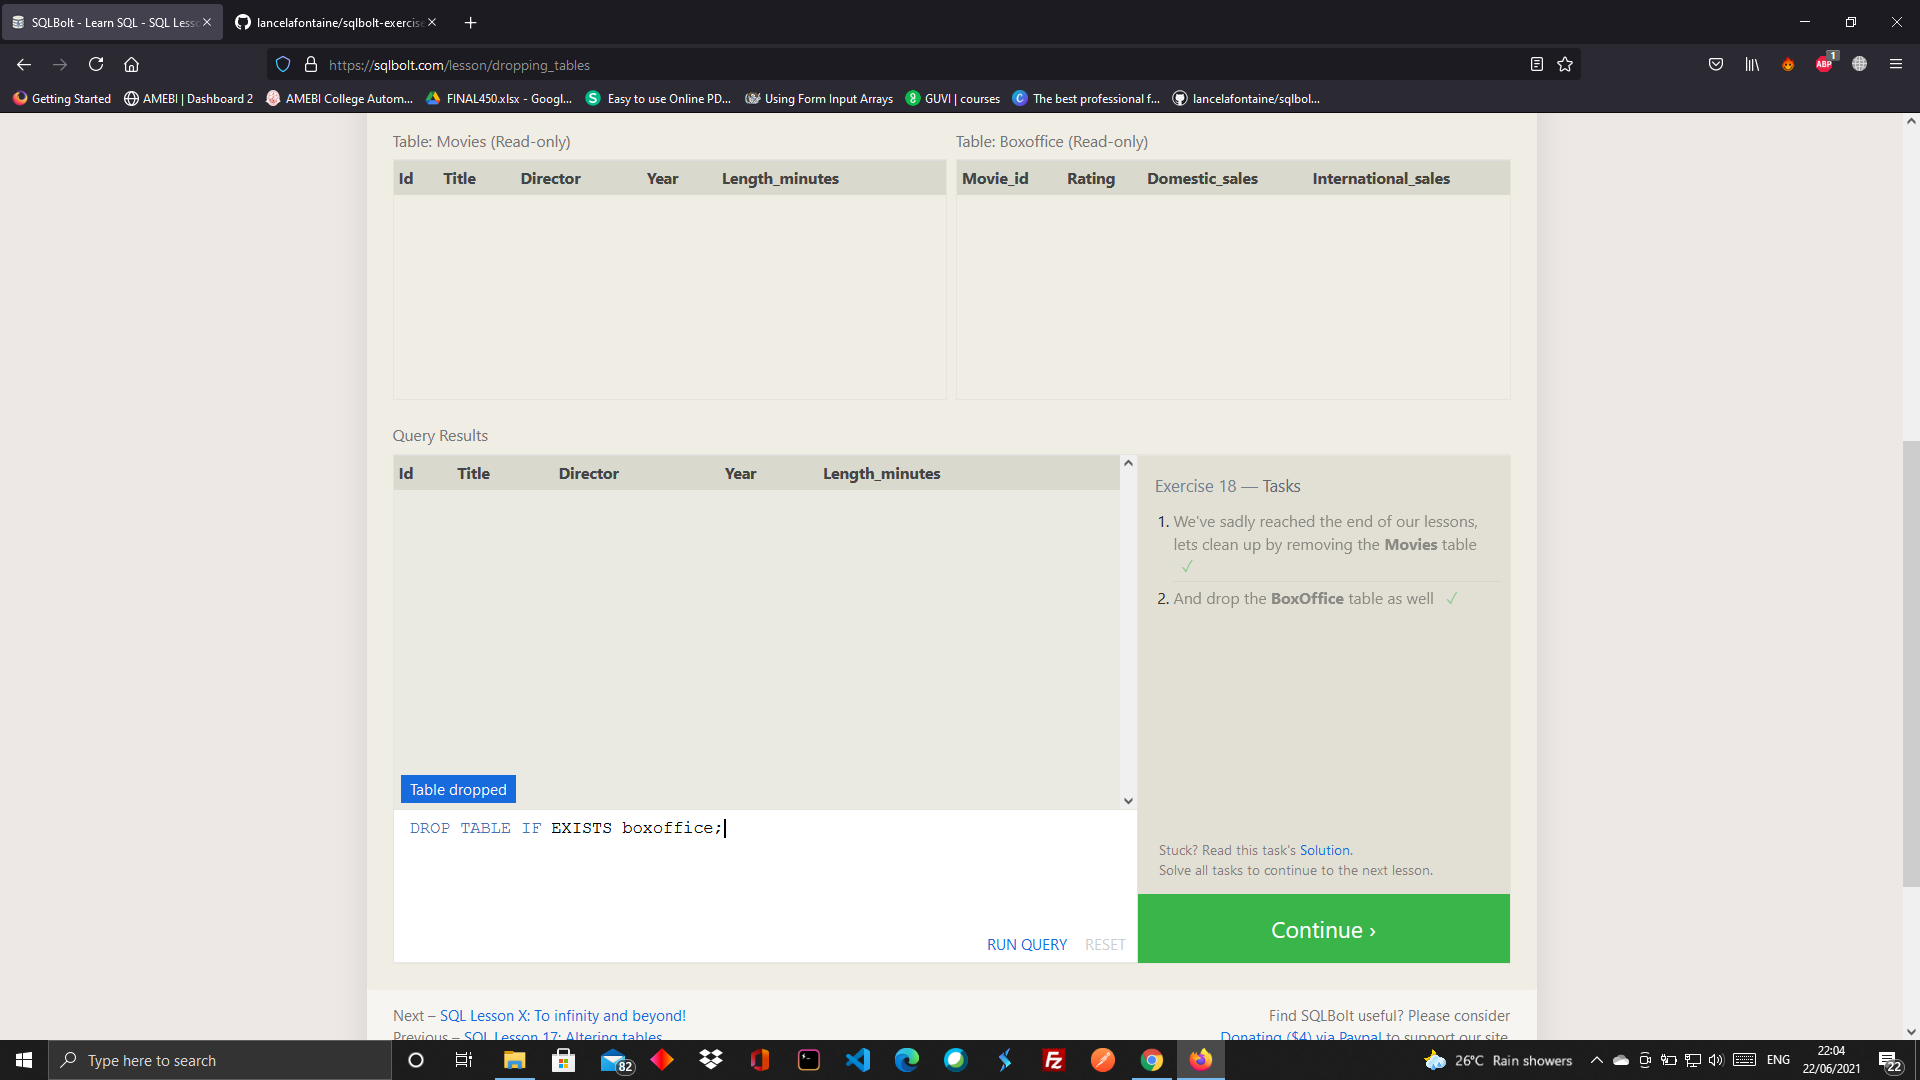 SQLBolt - Learn SQL - SQL Less
lancelafontaine/sqlbolt-exercise
https://sqlbolt.com/lesson/dropping_tables
1
Getting Started
AMEBI | Dashboard 2
AMEBI College Autom...
FINAL450.xlsx - Googl...
Easy to use Online PD...
Using Form Input Arrays
GUVI | courses
The best professional f...
lancelafontaine/sqlbol...
Table: Movies (Read-only)
Id Title Director Year Length_minutes
Table: Boxoffice (Read-only)
Movie_id Rating Domestic_sales International_sales
Query Results
Id Title Director Year Length_minutes
Table dropped
DROP TABLE IF EXISTS boxoffice;
RUN QUERY RESET
Exercise 18 — Tasks
1. We've sadly reached the end of our lessons,
lets clean up by removing the Movies table
✓
2. And drop the BoxOffice table as well ✓
Stuck? Read this task's Solution.
Solve all tasks to continue to the next lesson.
Continue ›
Next – SQL Lesson X: To infinity and beyond!
Previous – SQL Lesson 17: Altering tables
Find SQLBolt useful? Please consider
Donating ($4) via Paypal to support our site.
Type here to search
82
26°C Rain showers
ENG
22:04
22/06/2021
22